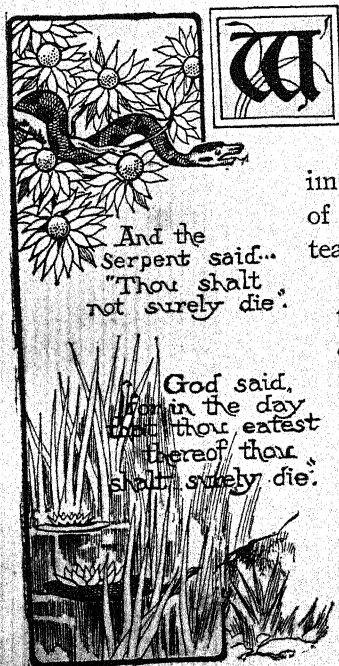 W
im
of
tea
And the
Serpent said...
"Thou shalt
not surely die".
God said,
"for in the day
that thou eatest
thereof thou
shalt surely die".